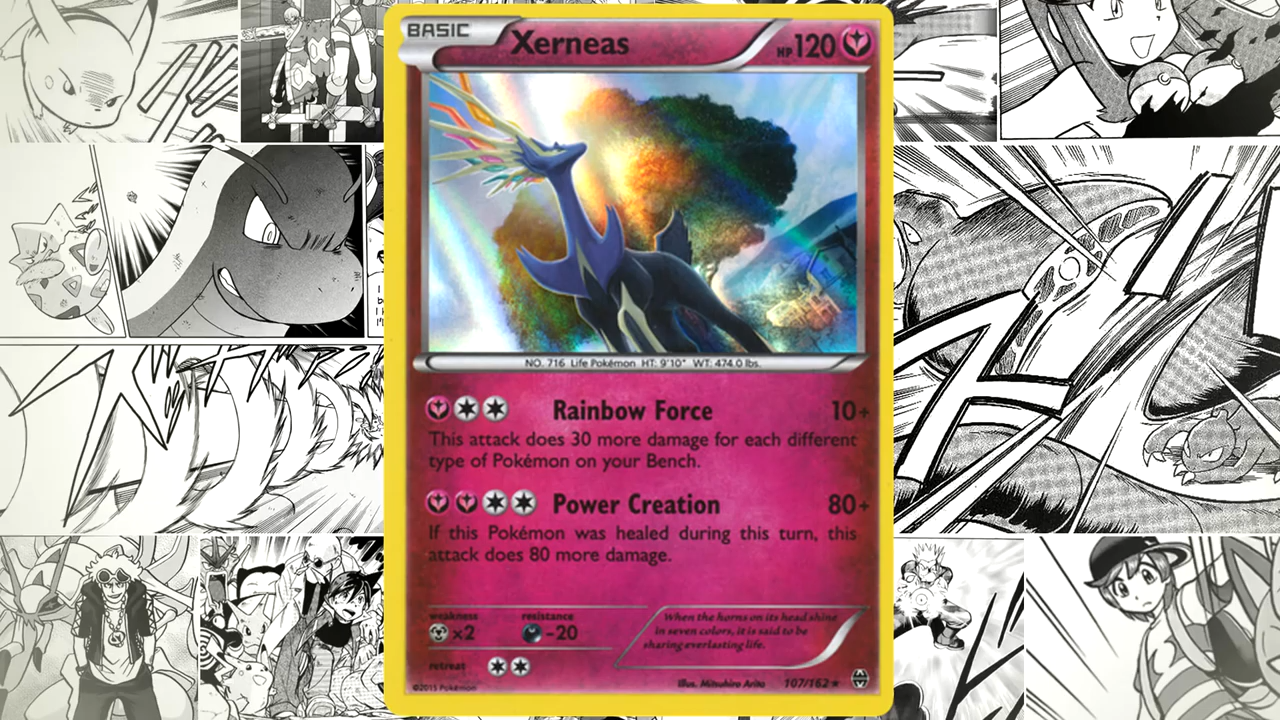 BASIC
Xerneas
HP 120
NO. 716 Life Pokémon HT: 9'10" WT: 474.0 lbs.
Rainbow Force 10+
This attack does 30 more damage for each different
type of Pokémon on your Bench.
Power Creation 80+
If this Pokémon was healed during this turn, this
attack does 80 more damage.
weakness resistance
×2 -20
When the horns on its head shine
in seven colors, it is said to be
sharing everlasting life.
retreat
©2015 Pokémon
Illus. Mitsuhiro Arita
107/162 ★